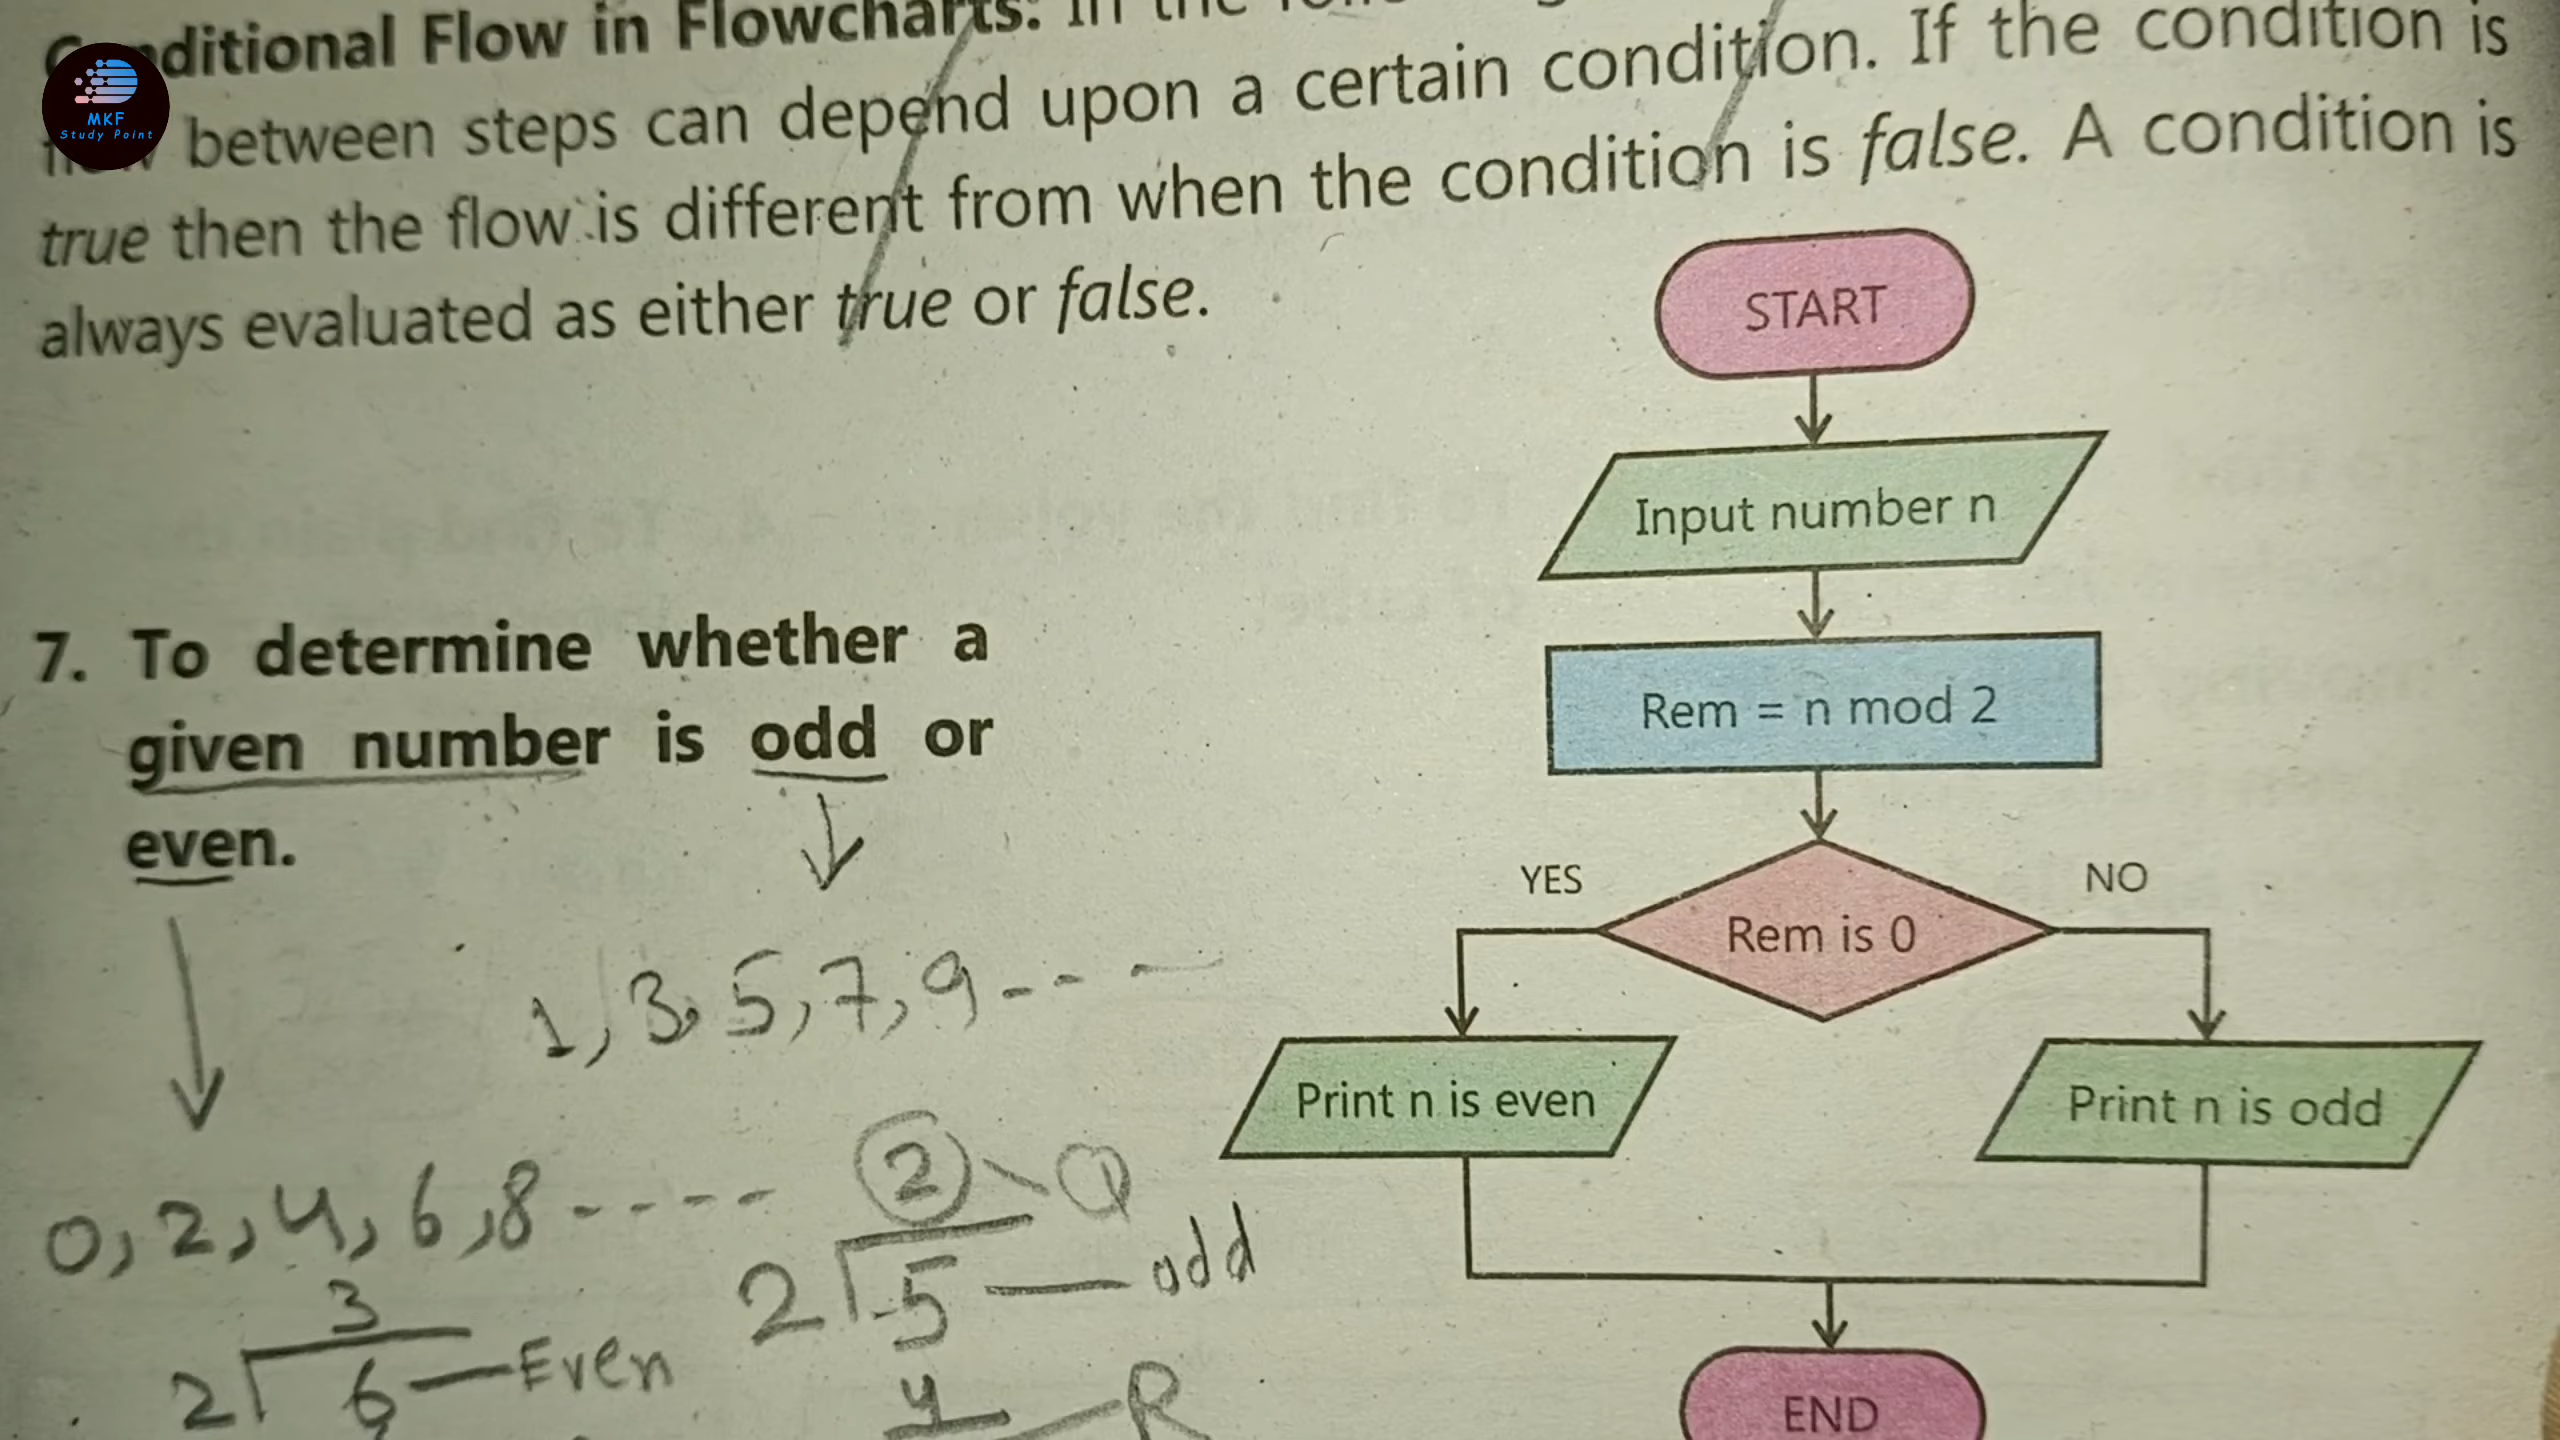 Conditional Flow in Flowcharts: In the
flow between steps can depend upon a certain condition. If the condition is
true then the flow is different from when the condition is false. A condition is
always evaluated as either true or false.
MKF
Study Point
START
Input number n
Rem = n mod 2
Rem is 0
YES
NO
Print n is even
Print n is odd
END
7. To determine whether a
given number is odd or
even.
1, 3, 5, 7, 9 - - - -
0, 2, 4, 6, 8 - - - -
3
2 6 — Even
2 Q
2 5 — odd
4
R